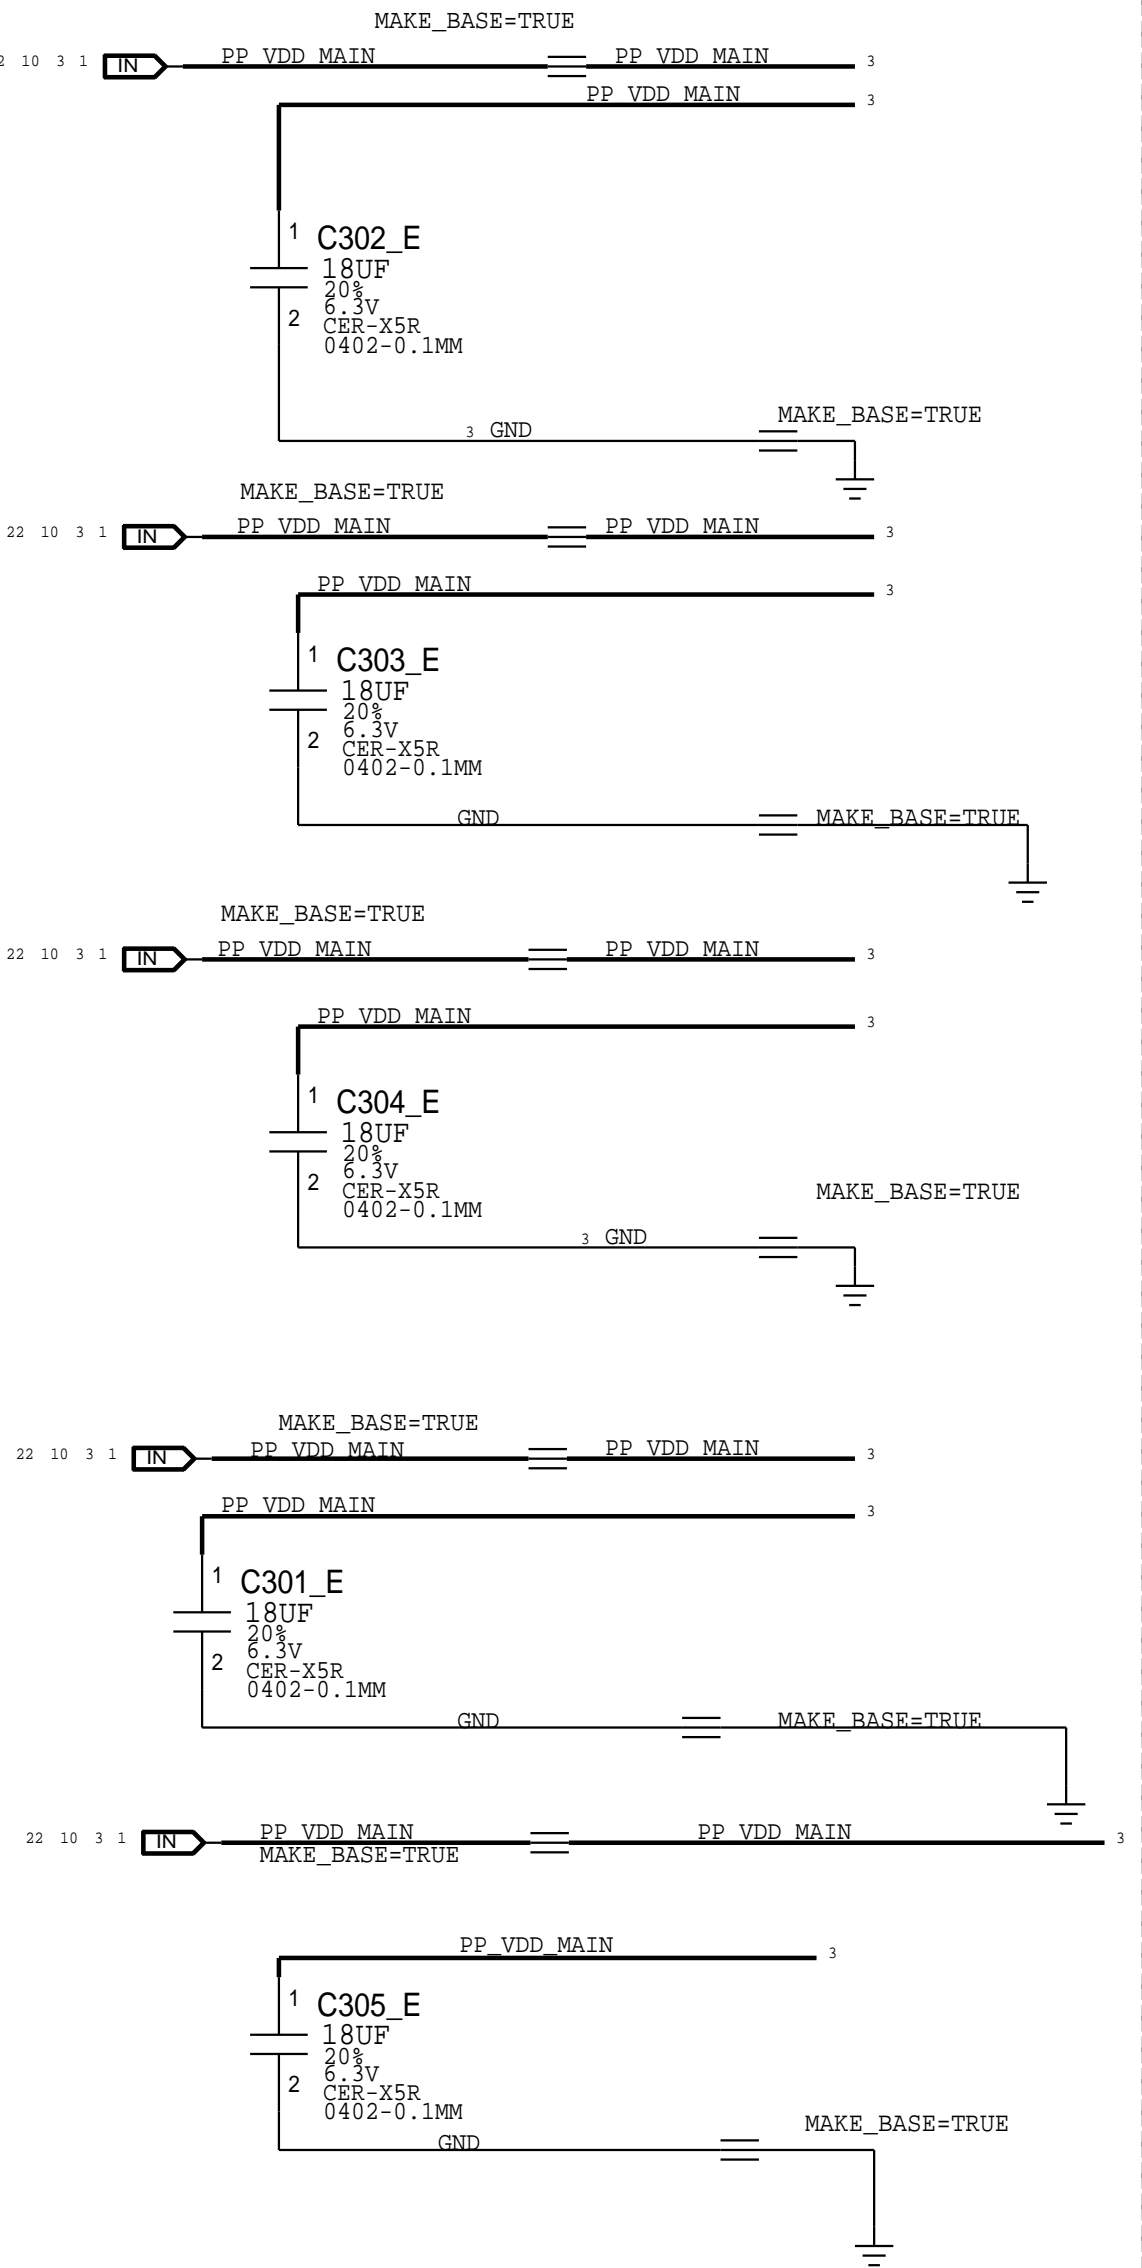 MAKE_BASE=TRUE
10 3 1 IN PP_VDD_MAIN PP_VDD_MAIN 3
PP_VDD_MAIN 3
1 C302_E
18UF
20%
6.3V
2 CER-X5R
0402-0.1MM
MAKE_BASE=TRUE
3 GND
MAKE_BASE=TRUE
22 10 3 1 IN PP_VDD_MAIN PP_VDD_MAIN 3
PP_VDD_MAIN 3
1 C303_E
18UF
20%
6.3V
2 CER-X5R
0402-0.1MM
GND MAKE_BASE=TRUE
MAKE_BASE=TRUE
22 10 3 1 IN PP_VDD_MAIN PP_VDD_MAIN 3
PP_VDD_MAIN 3
1 C304_E
18UF
20%
6.3V
2 CER-X5R
0402-0.1MM
MAKE_BASE=TRUE
3 GND
MAKE_BASE=TRUE
22 10 3 1 IN PP_VDD_MAIN PP_VDD_MAIN 3
PP_VDD_MAIN 3
1 C301_E
18UF
20%
6.3V
2 CER-X5R
0402-0.1MM
GND MAKE_BASE=TRUE
22 10 3 1 IN PP_VDD_MAIN PP_VDD_MAIN 3
MAKE_BASE=TRUE
PP_VDD_MAIN 3
1 C305_E
18UF
20%
6.3V
2 CER-X5R
0402-0.1MM
MAKE_BASE=TRUE
GND